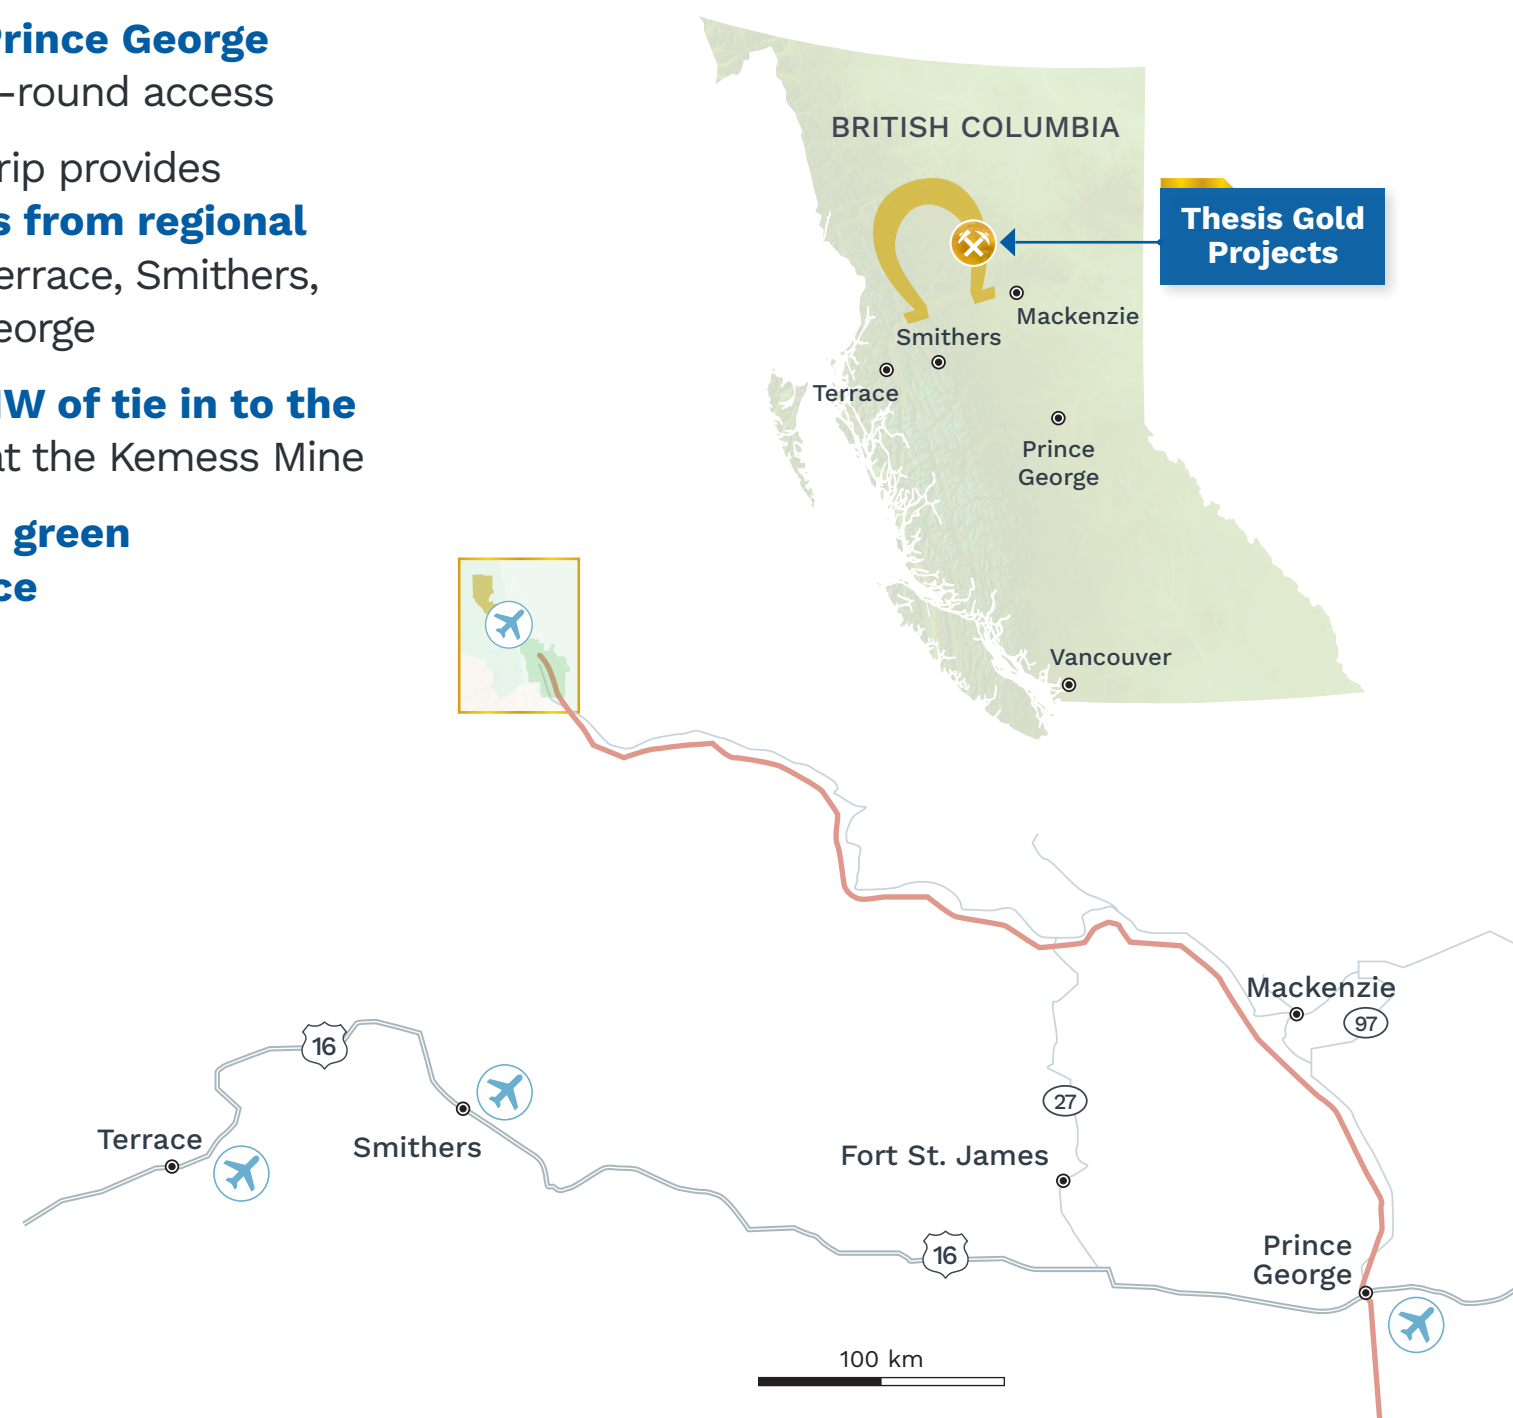 Prince George
-round access
rip provides
s from regional
errace, Smithers,
eorge
W of tie in to the
at the Kemess Mine
green
ce
BRITISH COLUMBIA
Thesis Gold
Projects
Mackenzie
Smithers
Terrace
Prince
George
Vancouver
Mackenzie
97
16
27
Terrace
Smithers
Fort St. James
16
Prince
George
100 km